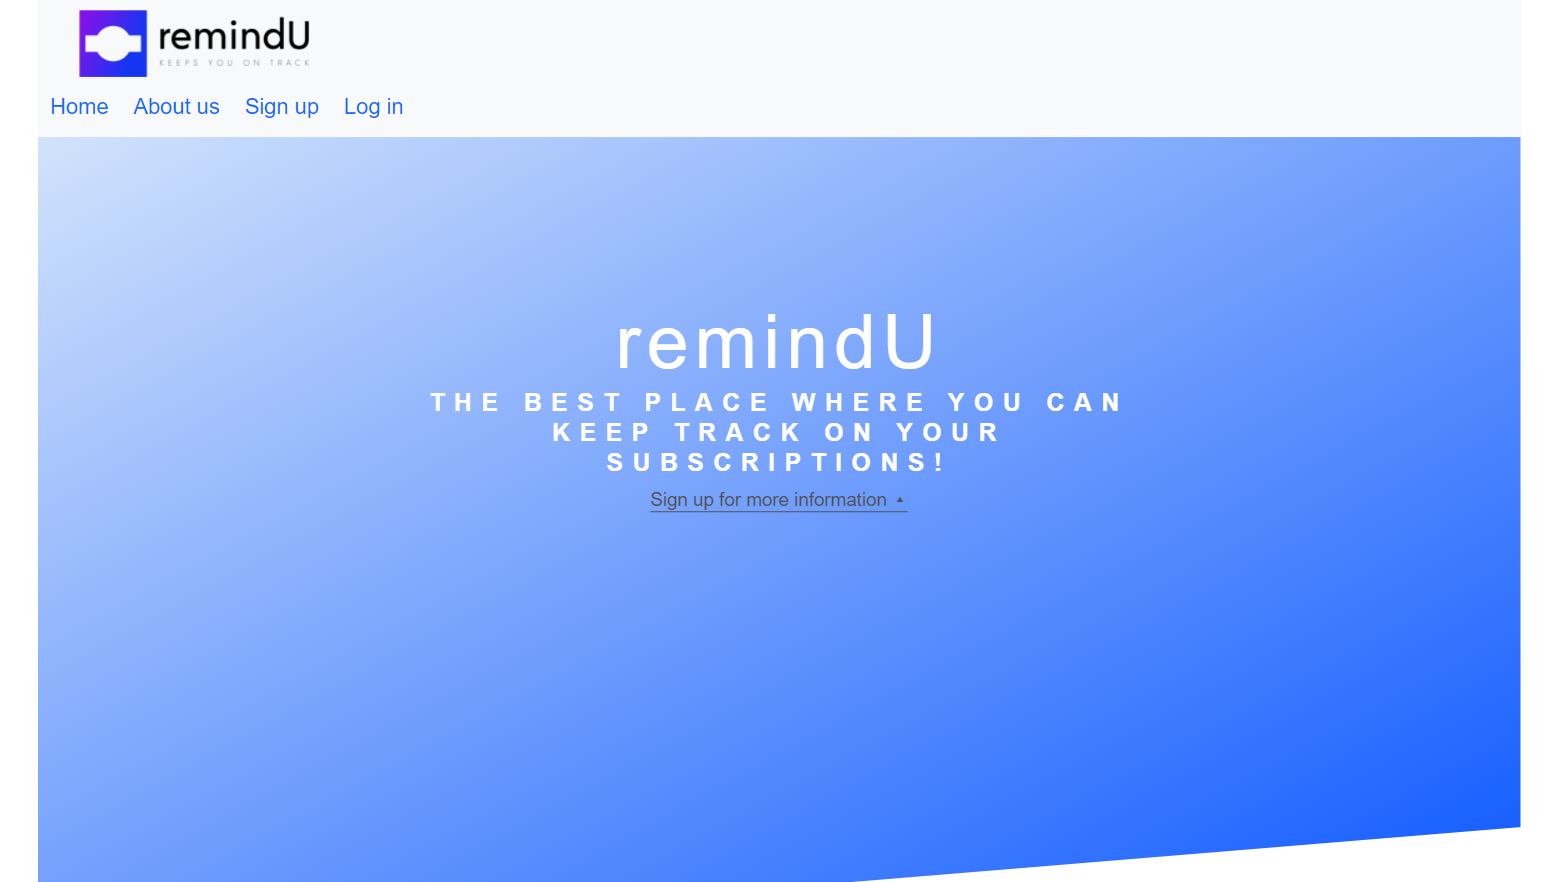 remindU
KEEPS YOU ON TRACK
Home About us Sign up Log in
remindU
THE BEST PLACE WHERE YOU CAN
KEEP TRACK ON YOUR
SUBSCRIPTIONS!
Sign up for more information ▲